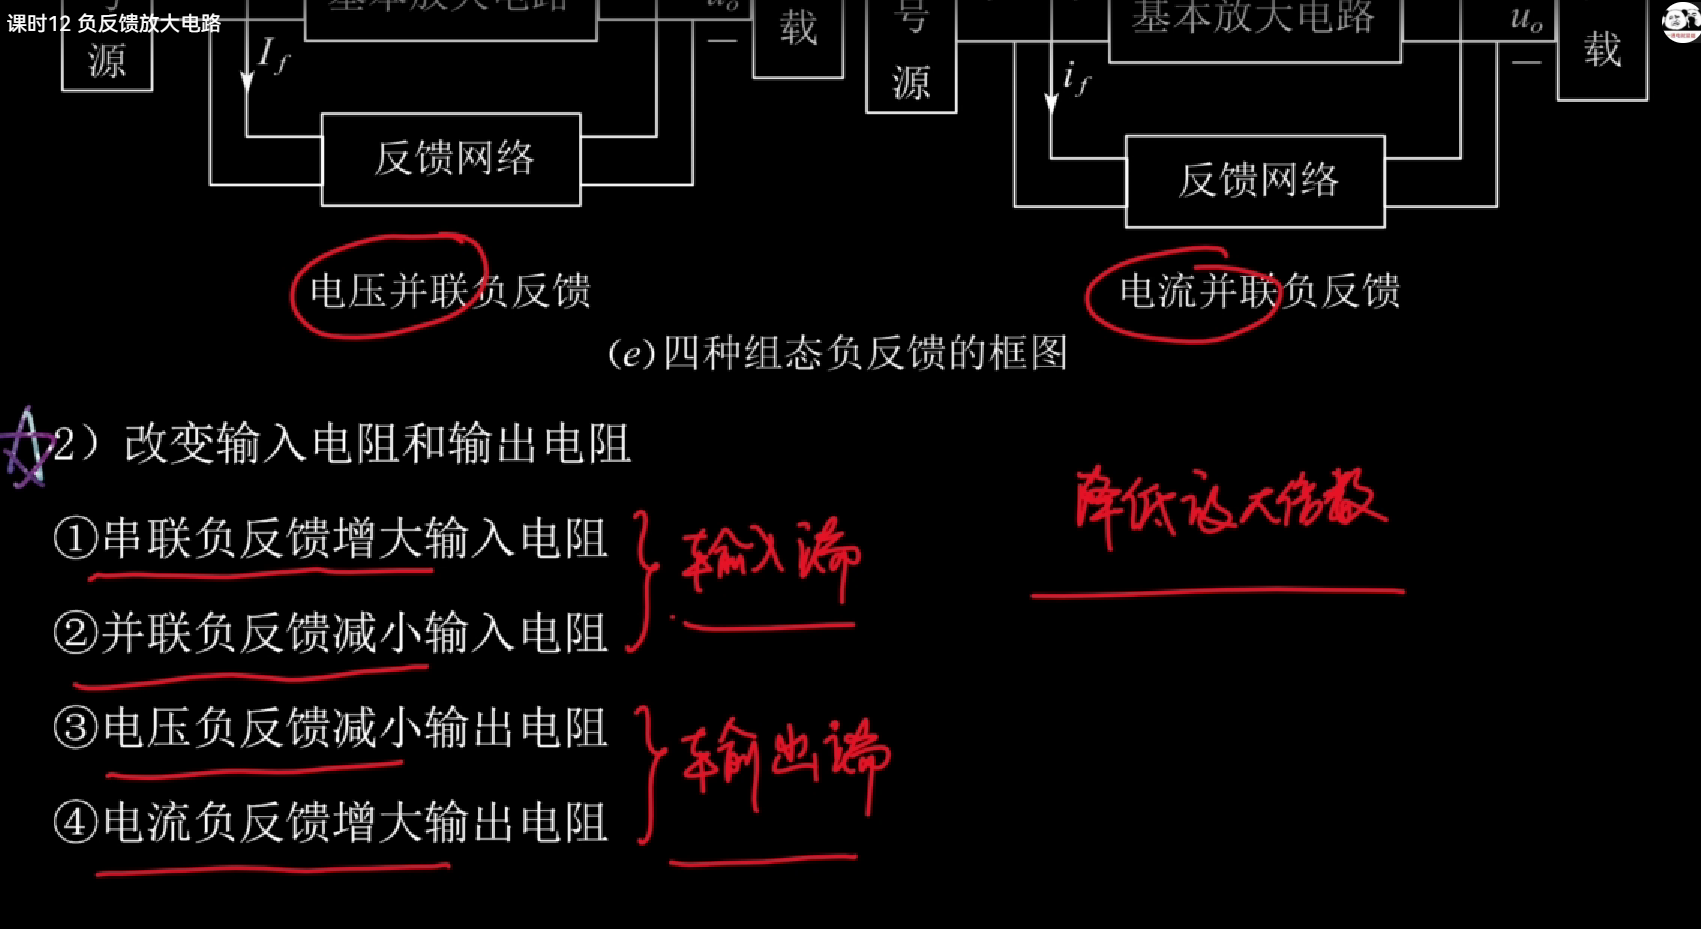 课时12 负反馈放大电路
号
源
I_f
基本放大电路
u_o
−
载
反馈网络
号
源
i_f
基本放大电路
u_o
−
载
反馈网络
电压并联负反馈
电流并联负反馈
(e)四种组态负反馈的框图
2）改变输入电阻和输出电阻
降低放大倍数
①串联负反馈增大输入电阻
输入端
②并联负反馈减小输入电阻
③电压负反馈减小输出电阻
输出端
④电流负反馈增大输出电阻